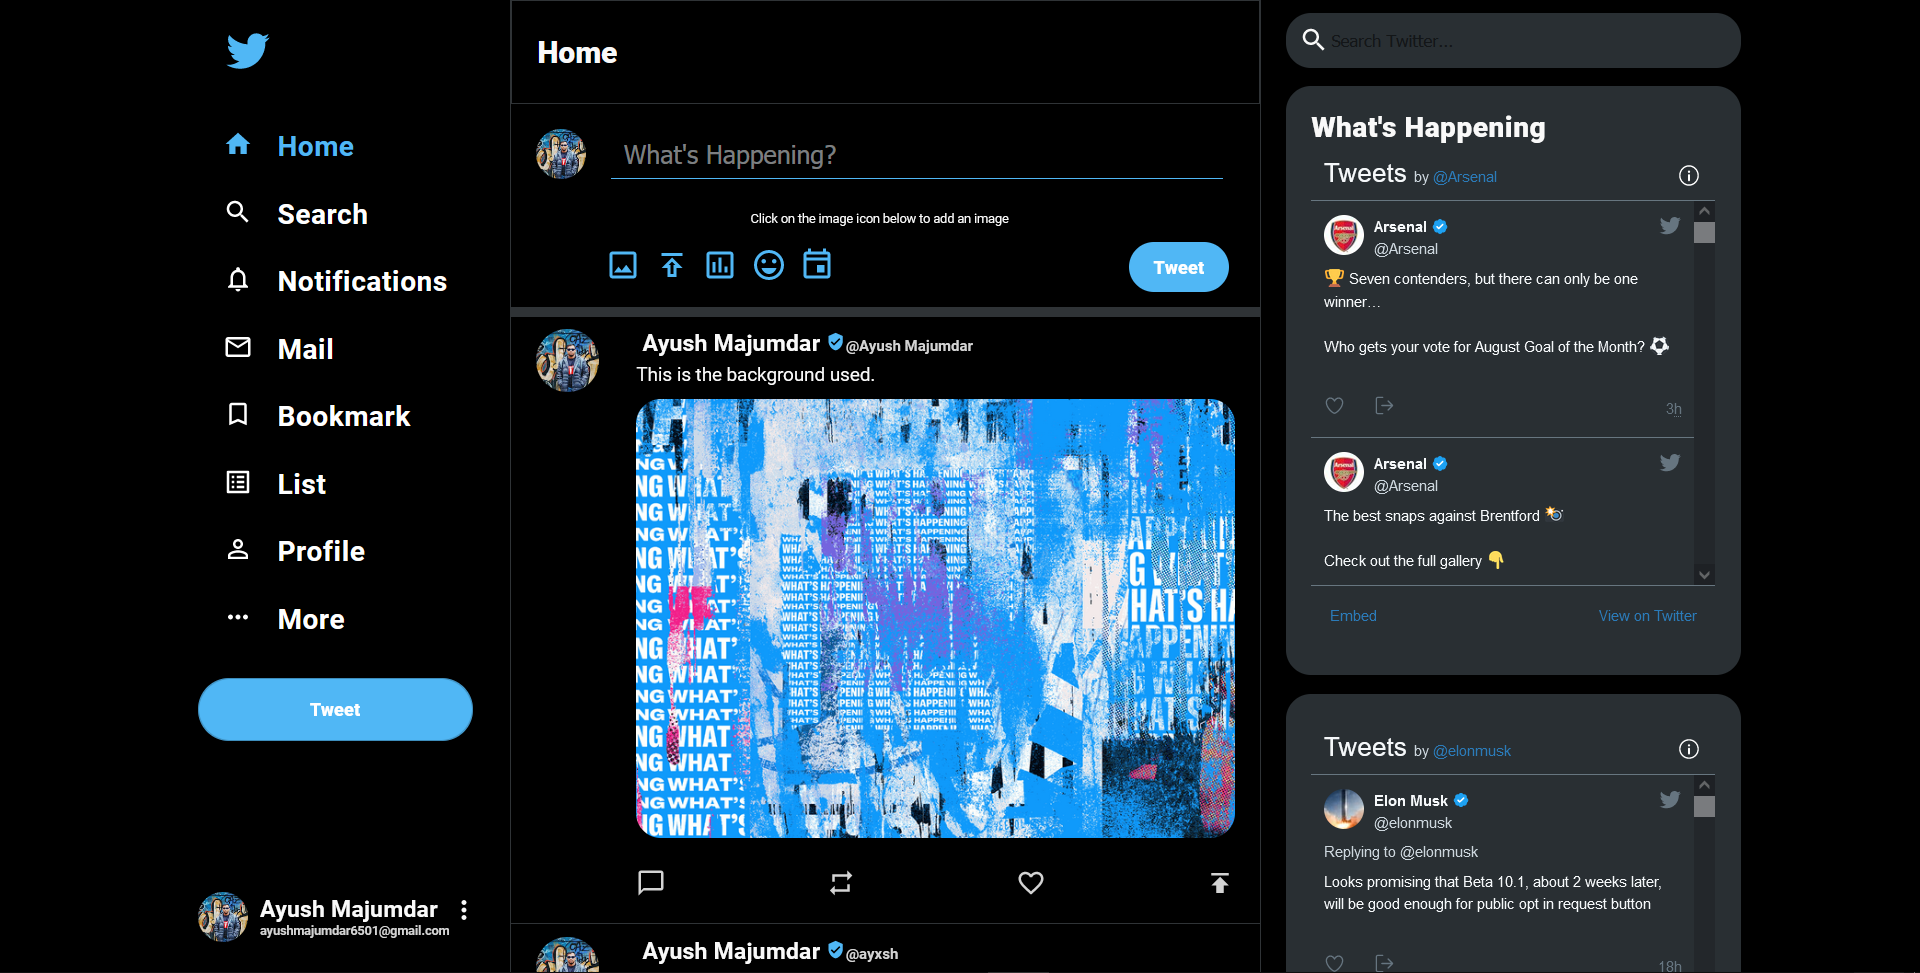 Home
Search
Notifications
Mail
Bookmark
List
Profile
More
Tweet
Ayush Majumdar
ayushmajumdar6501@gmail.com
Home
What's Happening?
Click on the image icon below to add an image
Tweet
Ayush Majumdar @Ayush Majumdar
This is the background used.
NG WHAT'S
WHAT'S HAPPENING
Ayush Majumdar @ayxsh
Search Twitter...
What's Happening
Tweets by @Arsenal
Arsenal
@Arsenal
🏆 Seven contenders, but there can only be one
winner…
Who gets your vote for August Goal of the Month? ⚽
3h
Arsenal
@Arsenal
The best snaps against Brentford 📸
Check out the full gallery 👇
Embed
View on Twitter
Tweets by @elonmusk
Elon Musk
@elonmusk
Replying to @elonmusk
Looks promising that Beta 10.1, about 2 weeks later,
will be good enough for public opt in request button
18h